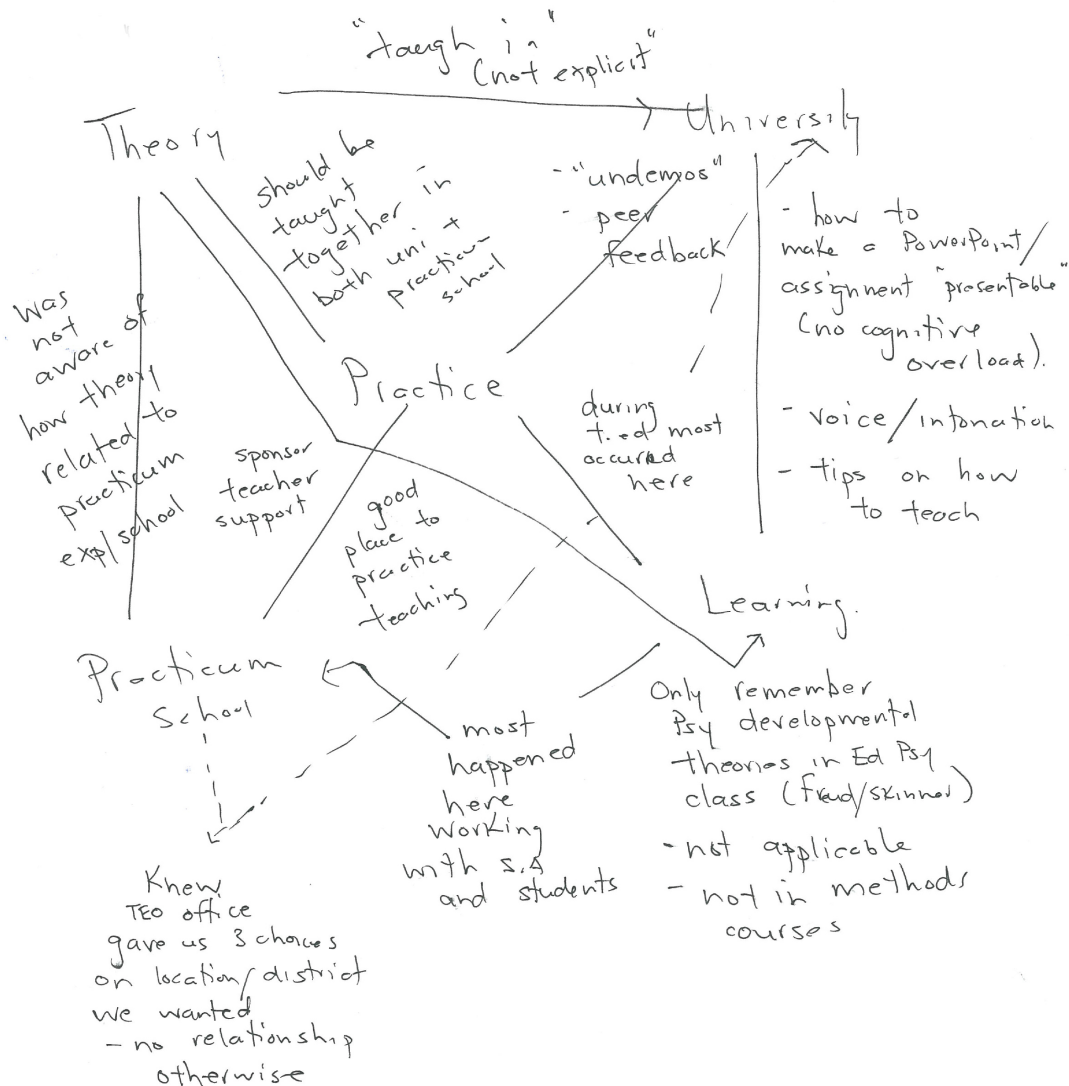 "taugh in"
(not explicit"
Theory
University
should be
taught
together in
both uni +
practicum
school
- "undemos"
- peer
feedback
- how to
make a PowerPoint/
assignment "presentable"
(no cognitive
overload).
- voice/intonation
- tips on how
to teach
was
not
aware of
how theory
related to
practicum
exp/school
Practice
sponsor
teacher
support
good
place to
practice
teaching
during
most
occurred
here
Learning.
Practicum
School
most
happened
here
working
with S.A
and students
Only remember
Psy developmental
theories in Ed Psy
class (Freud/skinner)
- not applicable
- not in methods
courses
Knew
TEO office
gave us 3 choices
on location/district
we wanted
- no relationship
otherwise